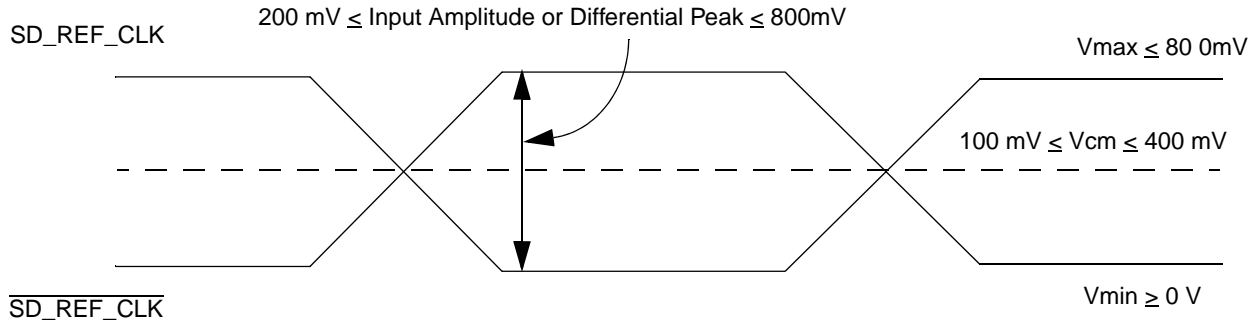 200 mV ≤ Input Amplitude or Differential Peak ≤ 800mV
SD_REF_CLK
Vmax ≤ 80 0mV
100 mV ≤ Vcm ≤ 400 mV
Vmin ≥ 0 V
SD_REF_CLK